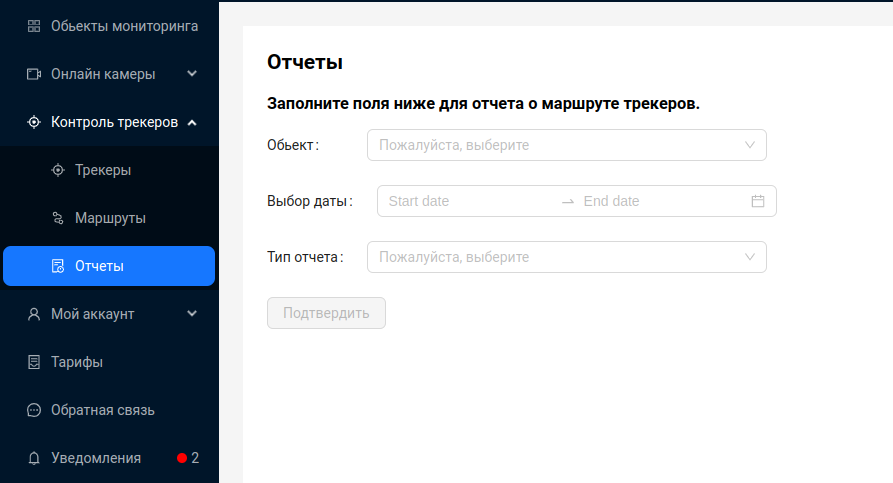 Обьекты мониторинга
Онлайн камеры
Контроль трекеров
Трекеры
Маршруты
Отчеты
Мой аккаунт
Тарифы
Обратная связь
Уведомления 2
Отчеты
Заполните поля ниже для отчета о маршруте трекеров.
Обьект: Пожалуйста, выберите
Выбор даты: Start date End date
Тип отчета: Пожалуйста, выберите
Подтвердить